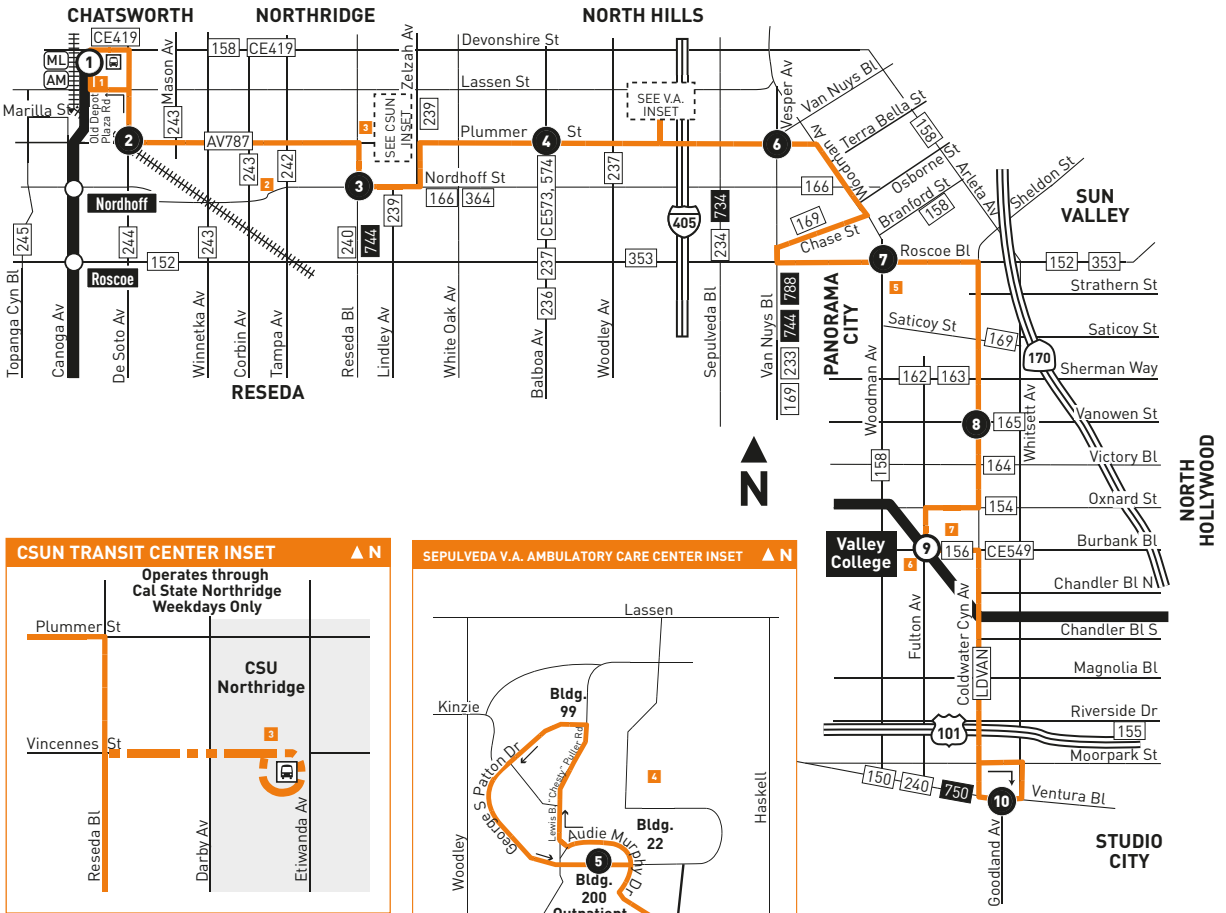 CHATSWORTH
NORTHRIDGE
NORTH HILLS
CE419
158
CE419
Devonshire St
ML
AM
1
1
Lassen St
Marilla St
Old Depot
Plaza Rd
Mason Av
243
Zelzah Av
239
SEE CSUN
INSET
3
SEE V.A.
INSET
Vesper Av
Van Nuys Bl
Terra Bella St
158
Woodman Av
Osborne St
Arleta Av
Branford St
158
Sheldon St
SUN
VALLEY
2
AV787
Plummer St
4
6
243
242
2
3
Nordhoff St
166
364
239
CE573, 574
237
166
169
Chase St
405
734
234
Nordhoff
245
244
243
240
744
237
236
152
353
Roscoe
7
Roscoe Bl
152
353
Strathern St
5
Saticoy St
169
Saticoy St
170
Sherman Way
162
163
8
165
Vanowen St
Whitsett Av
158
164
Victory Bl
154
Oxnard St
NORTH
HOLLYWOOD
Topanga Cyn Bl
Canoga Av
De Soto Av
Winnetka Av
Corbin Av
Tampa Av
Reseda Bl
Lindley Av
White Oak Av
Balboa Av
Woodley Av
Sepulveda Bl
Van Nuys Bl
788
744
233
169
PANORAMA
CITY
Woodman Av
RESEDA
N
Valley
College
9
7
6
156
CE549
Burbank Bl
Chandler Bl N
Chandler Bl S
Fulton Av
Coldwater Cyn Av
LDVAN
Magnolia Bl
Riverside Dr
101
155
Moorpark St
150
240
750
10
Ventura Bl
Goodland Av
STUDIO
CITY
CSUN TRANSIT CENTER INSET
N
Operates through
Cal State Northridge
Weekdays Only
Plummer St
CSU
Northridge
Vincennes St
3
Reseda Bl
Darby Av
Etiwanda Av
SEPULVEDA V.A. AMBULATORY CARE CENTER INSET
N
Lassen
Kinzie
Bldg.
99
George S Patton Dr
Lewis B. "Chesty" Puller Rd
4
Haskell
Woodley
Audie Murphy Dr
Bldg.
22
5
Bldg.
200
Outpatient